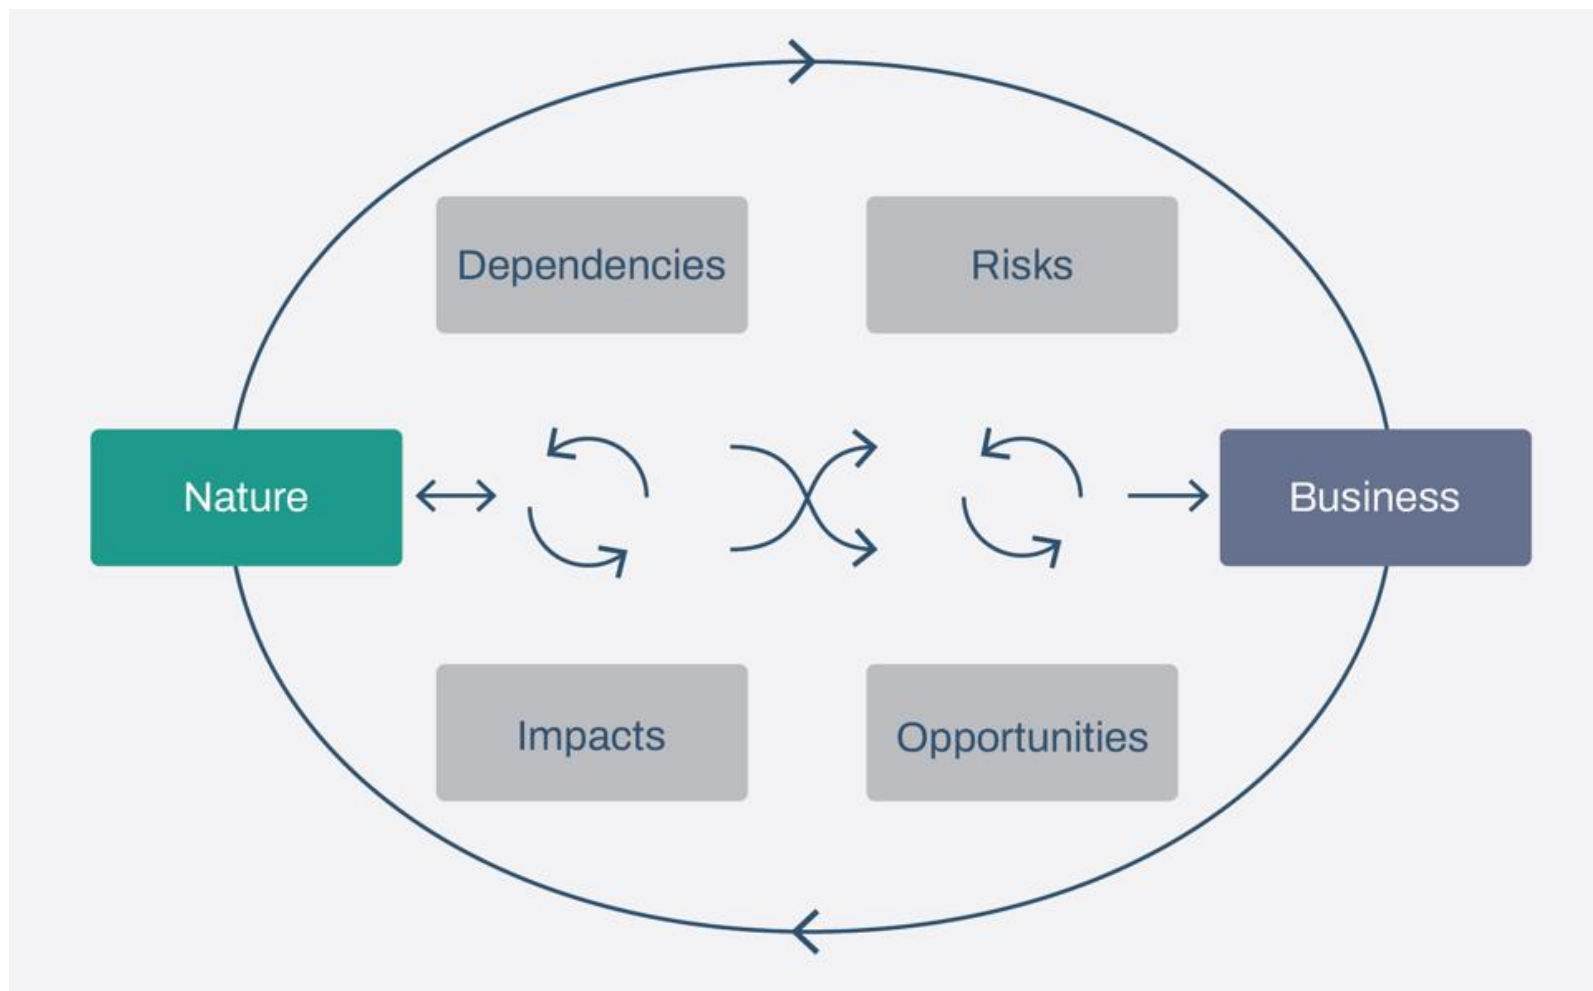 Dependencies
Risks
Nature
Business
Impacts
Opportunities